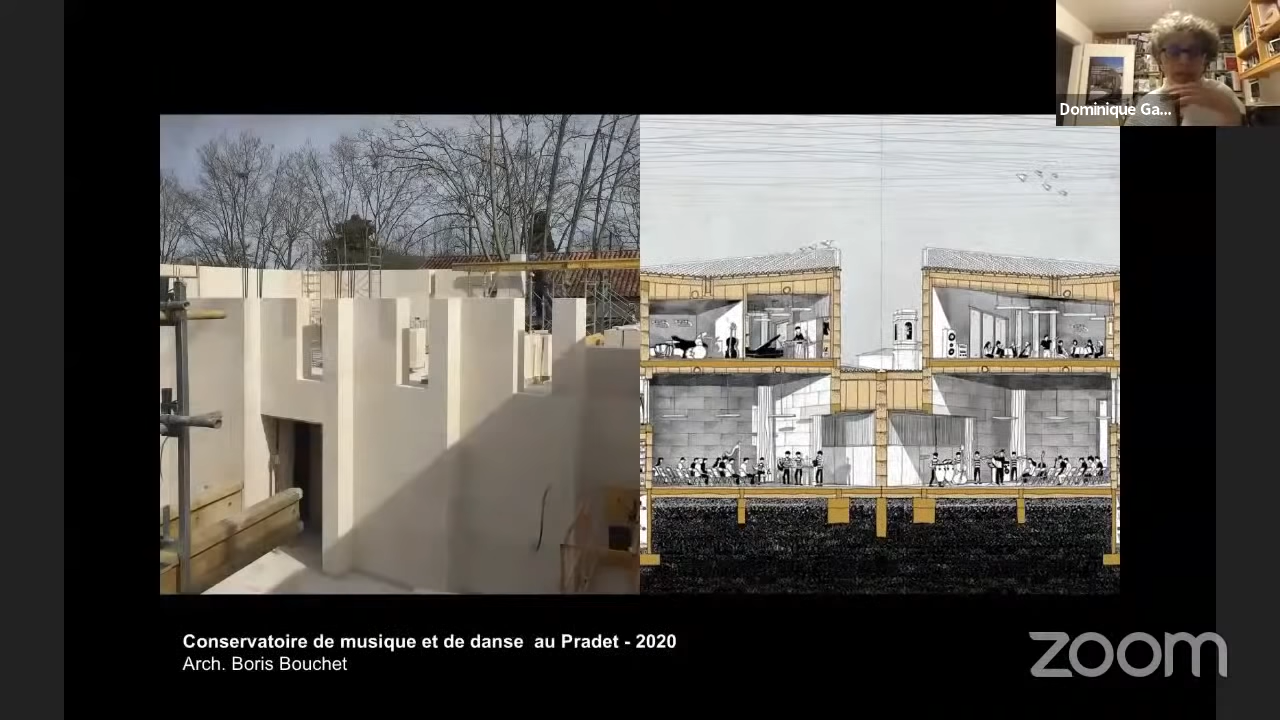 Dominique Ga...
Conservatoire de musique et de danse au Pradet - 2020
Arch. Boris Bouchet
zoom